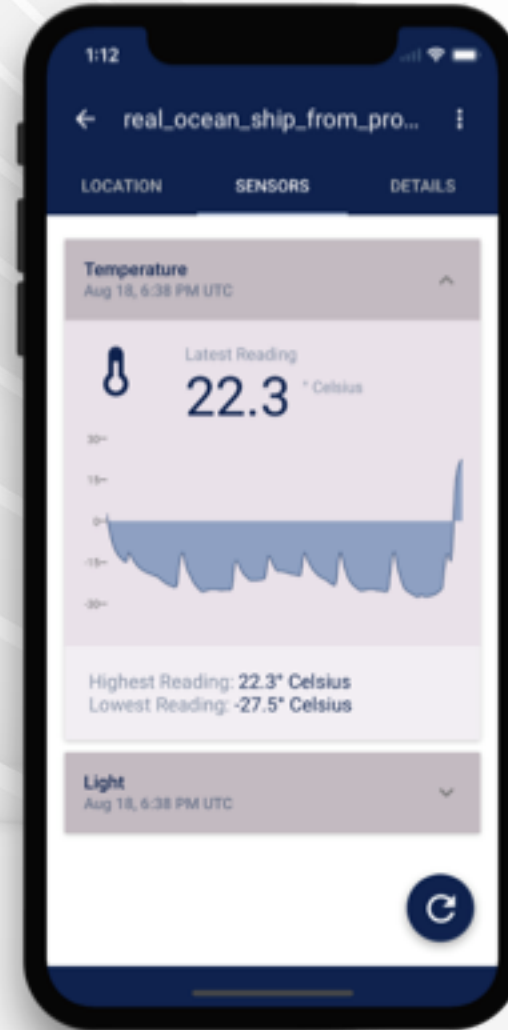 1:12
real_ocean_ship_from_pro...
LOCATION SENSORS DETAILS
Temperature
Aug 18, 6:38 PM UTC
Latest Reading
22.3 ° Celsius
30
15
0
-15
-30
Highest Reading: 22.3° Celsius
Lowest Reading: -27.5° Celsius
Light
Aug 18, 6:38 PM UTC